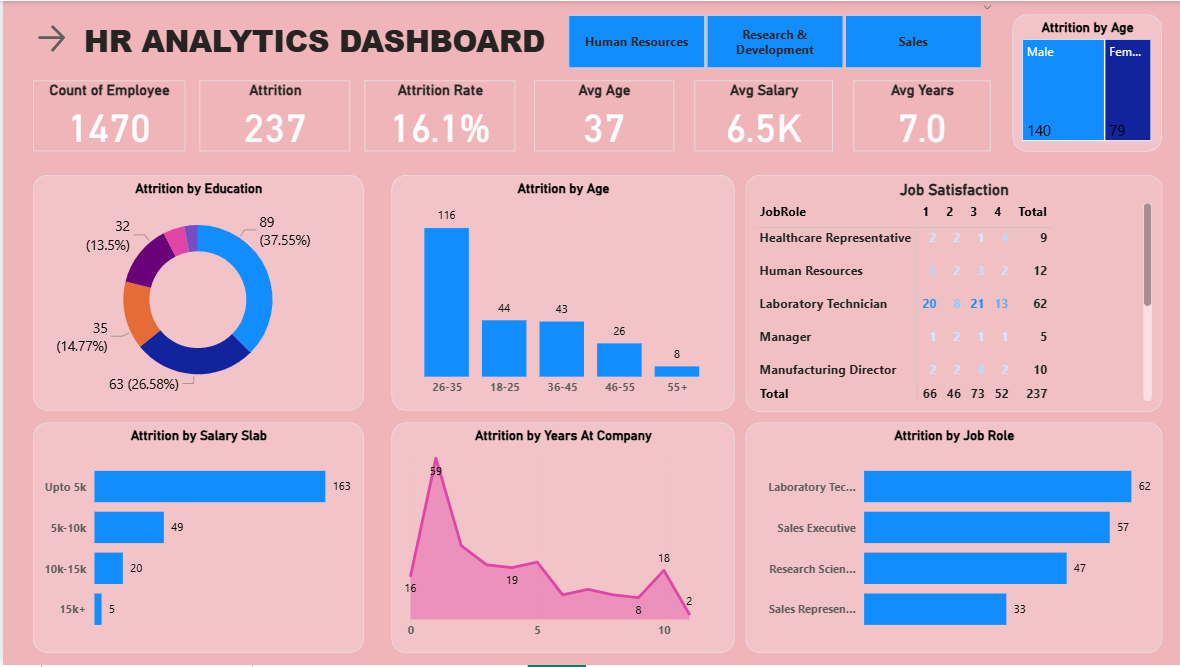 HR ANALYTICS DASHBOARD
Human Resources
Research &
Development
Sales
Attrition by Age
Male
Fem...
140
79
Count of Employee
1470
Attrition
237
Attrition Rate
16.1%
Avg Age
37
Avg Salary
6.5K
Avg Years
7.0
Attrition by Education
89
(37.55%)
63 (26.58%)
35
(14.77%)
32
(13.5%)
Attrition by Age
116
44
43
26
8
26-35 18-25 36-45 46-55 55+
Job Satisfaction
JobRole 1 2 3 4 Total
Healthcare Representative 2 2 1 4 9
Human Resources 2 3 2 12
Laboratory Technician 20 8 21 13 62
Manager 1 2 1 1 5
Manufacturing Director 2 2 2 10
Total 66 46 73 52 237
Attrition by Salary Slab
Upto 5k 163
5k-10k 49
10k-15k 20
15k+ 5
Attrition by Years At Company
59
16
19
8
18
2
0 5 10
Attrition by Job Role
Laboratory Tec... 62
Sales Executive 57
Research Scien... 47
Sales Represen... 33